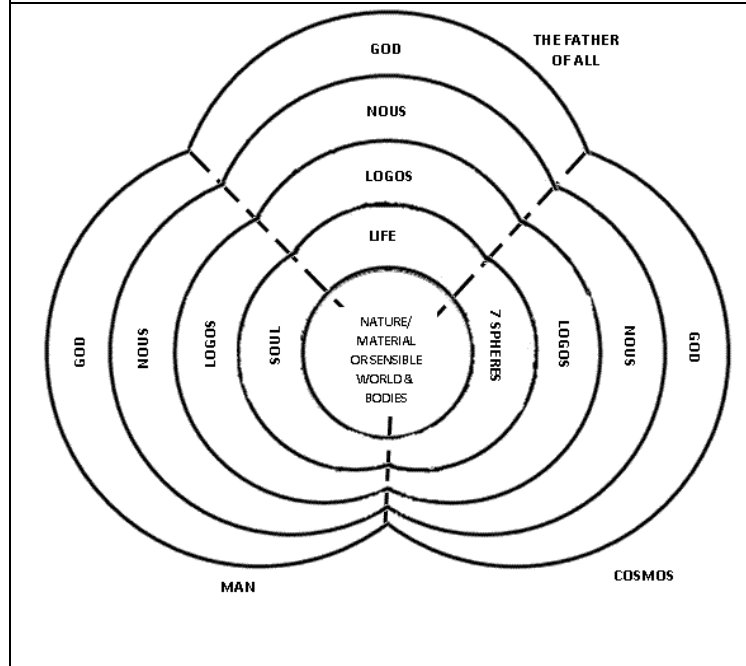 GOD
THE FATHER
OF ALL
NOUS
LOGOS
LIFE
GOD
NOUS
LOGOS
SOUL
NATURE/
MATERIAL
OR SENSIBLE
WORLD &
BODIES
7 SPHERES
LOGOS
NOUS
GOD
MAN
COSMOS